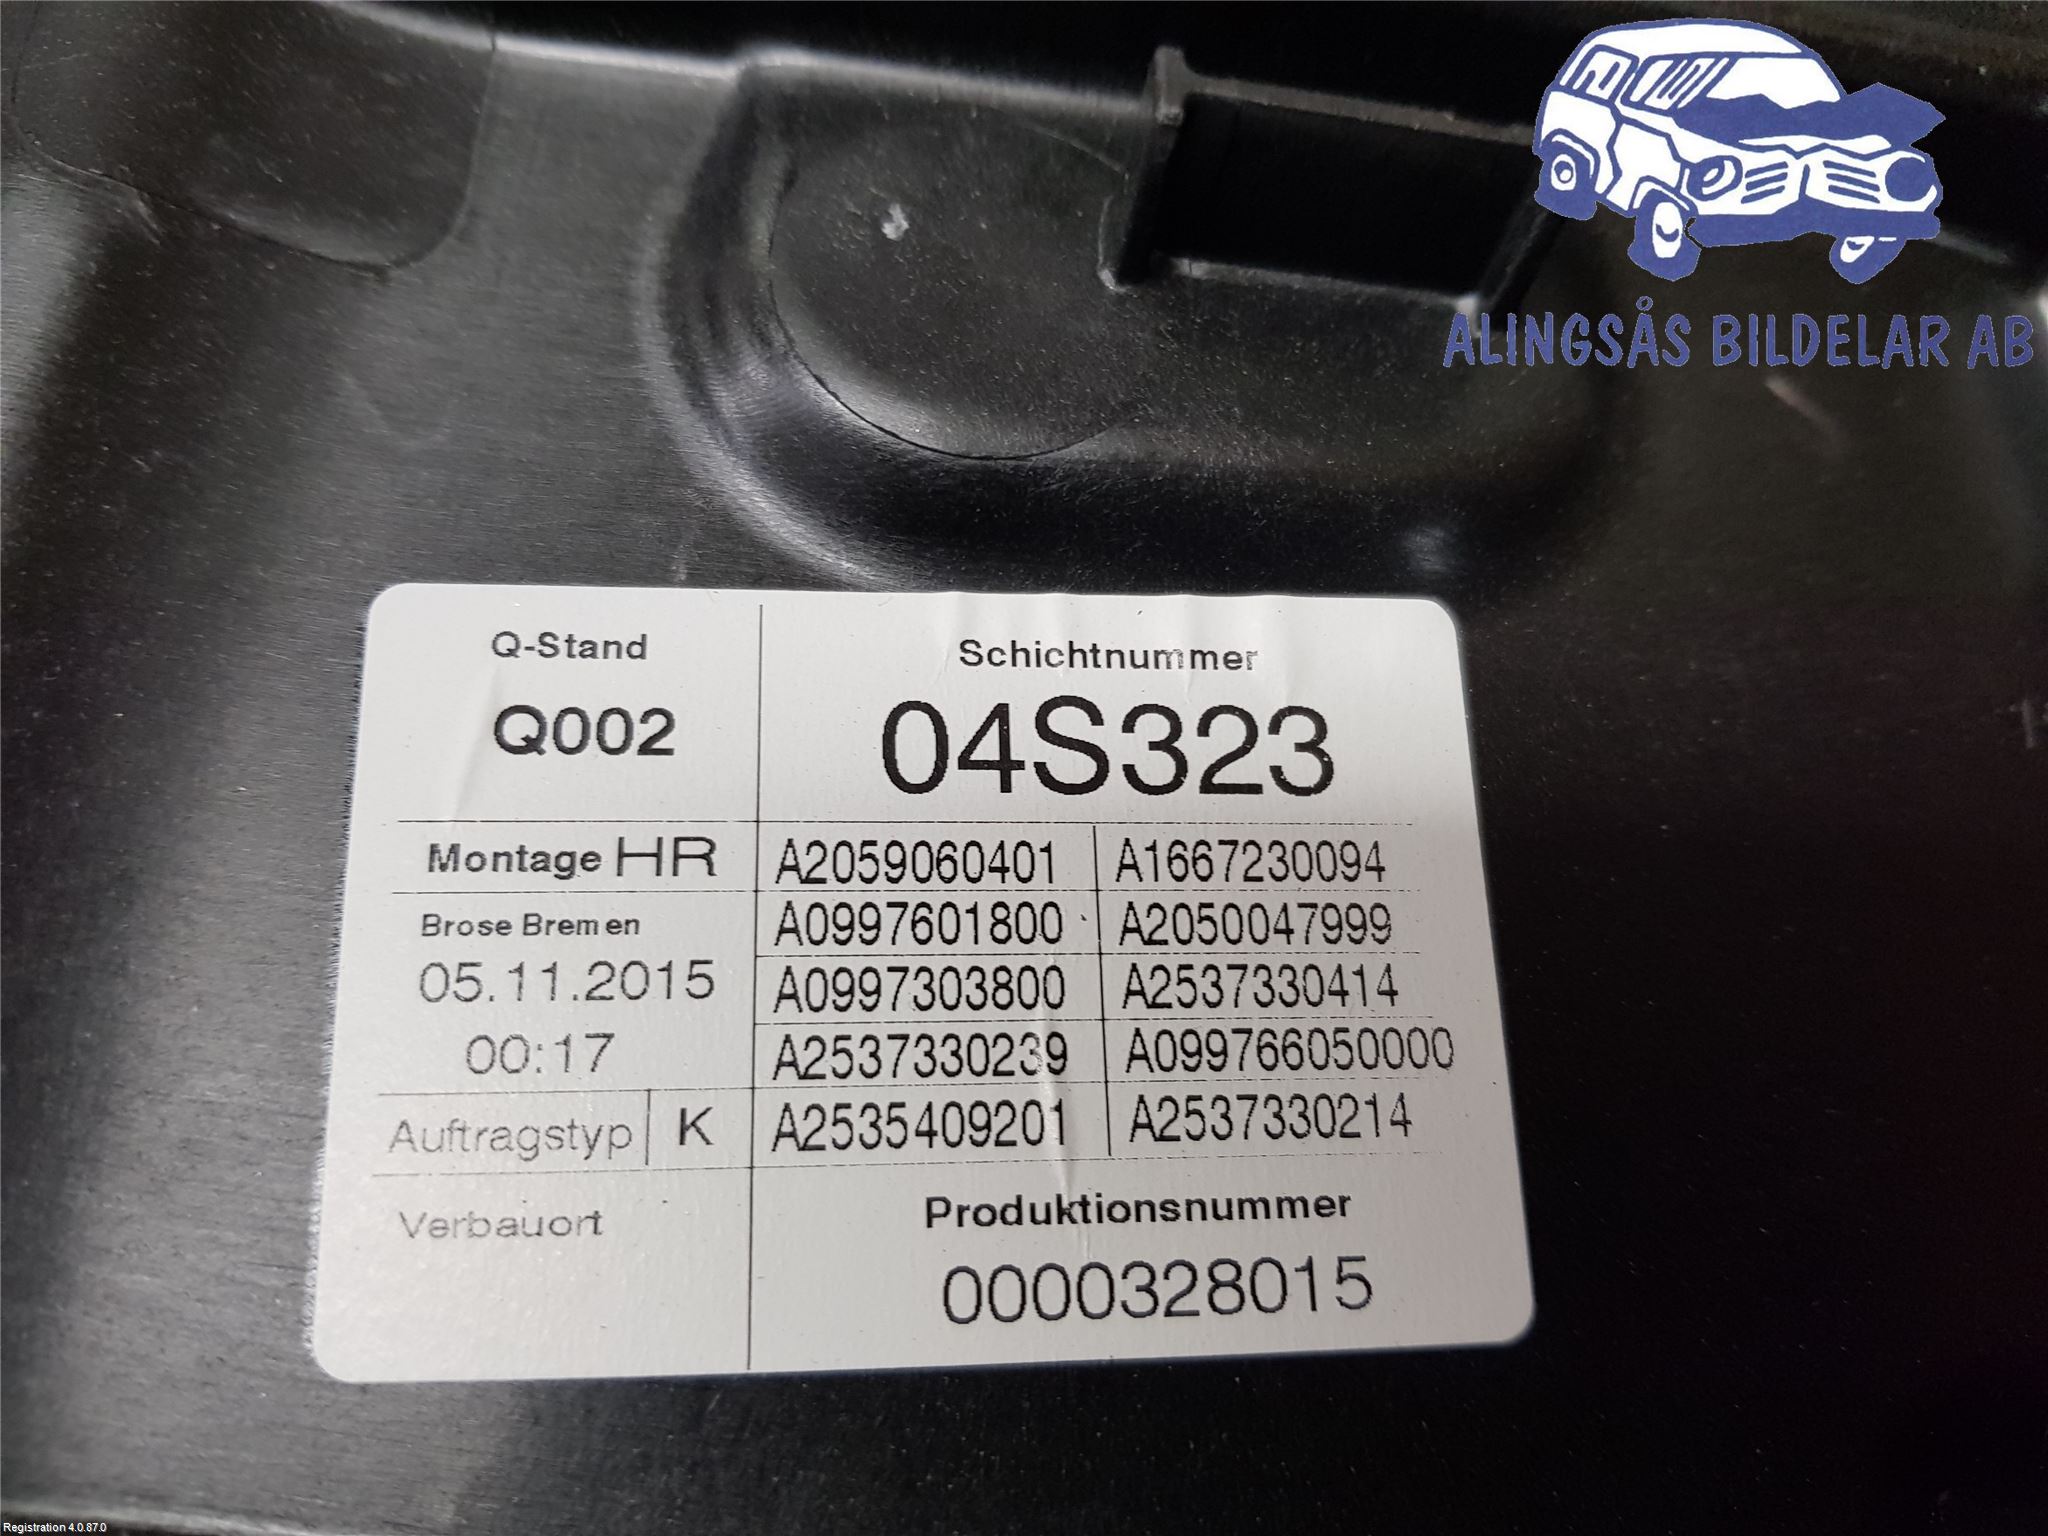 ALINGSÅS BILDELAR AB
Q-Stand
Q002
Schichtnummer
04S323
Montage HR
A2059060401 A1667230094
Brose Bremen
A0997601800 A2050047999
05.11.2015
A0997303800 A2537330414
00:17
A2537330239 A099766050000
Auftragstyp K
A2535409201 A2537330214
Verbauort
Produktionsnummer
0000328015
Registration 4.0.87.0